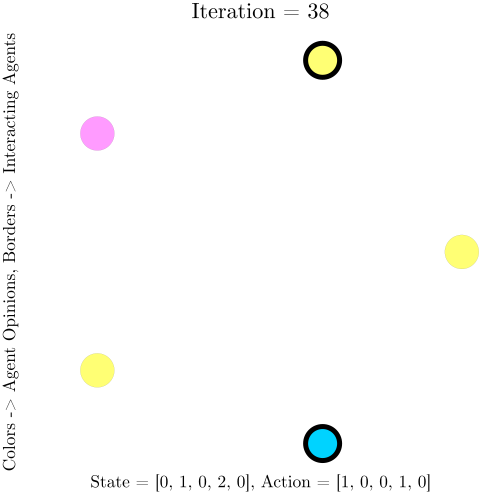 Iteration = 38
Colors -> Agent Opinions, Borders -> Interacting Agents
State = [0, 1, 0, 2, 0], Action = [1, 0, 0, 1, 0]